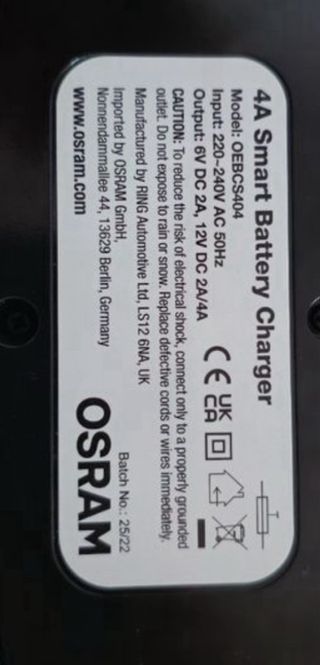 4A Smart Battery Charger
Model: OEBCS404
Input: 220-240V AC 50Hz
Output: 6V DC 2A, 12V DC 2A/4A
CE UK CA
CAUTION: To reduce the risk of electrical shock, connect only to a properly grounded
outlet. Do not expose to rain or snow. Replace defective cords or wires immediately.
Manufactured by RING Automotive Ltd, LS12 6NA, UK
Imported by OSRAM GmbH,
Nonnendammallee 44, 13629 Berlin, Germany
www.osram.com
Batch No.: 25/22
OSRAM